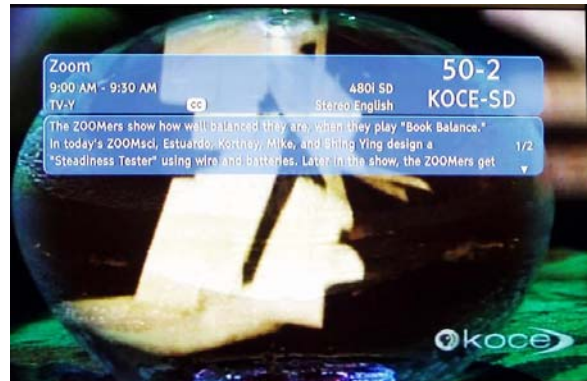 Zoom
50-2
9:00 AM - 9:30 AM
480i SD
KOCE-SD
TV-Y
CC
Stereo English
The ZOOMers show how well balanced they are, when they play "Book Balance."
In today's ZOOMsci, Estuardo, Kortney, Mike, and Shing Ying design a
1/2
"Steadiness Tester" using wire and batteries. Later in the show, the ZOOMers get
koce